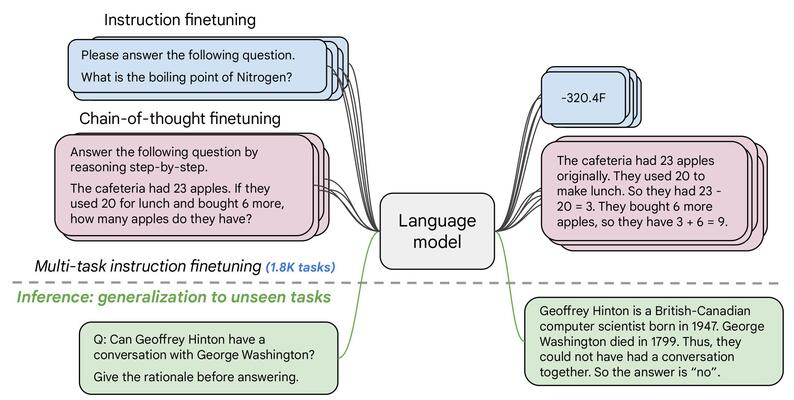 Instruction finetuning
Please answer the following question.
What is the boiling point of Nitrogen?
-320.4F
Chain-of-thought finetuning
Answer the following question by
reasoning step-by-step.
The cafeteria had 23 apples. If they
used 20 for lunch and bought 6 more,
how many apples do they have?
Language
model
The cafeteria had 23 apples
originally. They used 20 to
make lunch. So they had 23 -
20 = 3. They bought 6 more
apples, so they have 3 + 6 = 9.
Multi-task instruction finetuning (1.8K tasks)
Inference: generalization to unseen tasks
Q: Can Geoffrey Hinton have a
conversation with George Washington?
Give the rationale before answering.
Geoffrey Hinton is a British-Canadian
computer scientist born in 1947. George
Washington died in 1799. Thus, they
could not have had a conversation
together. So the answer is “no”.